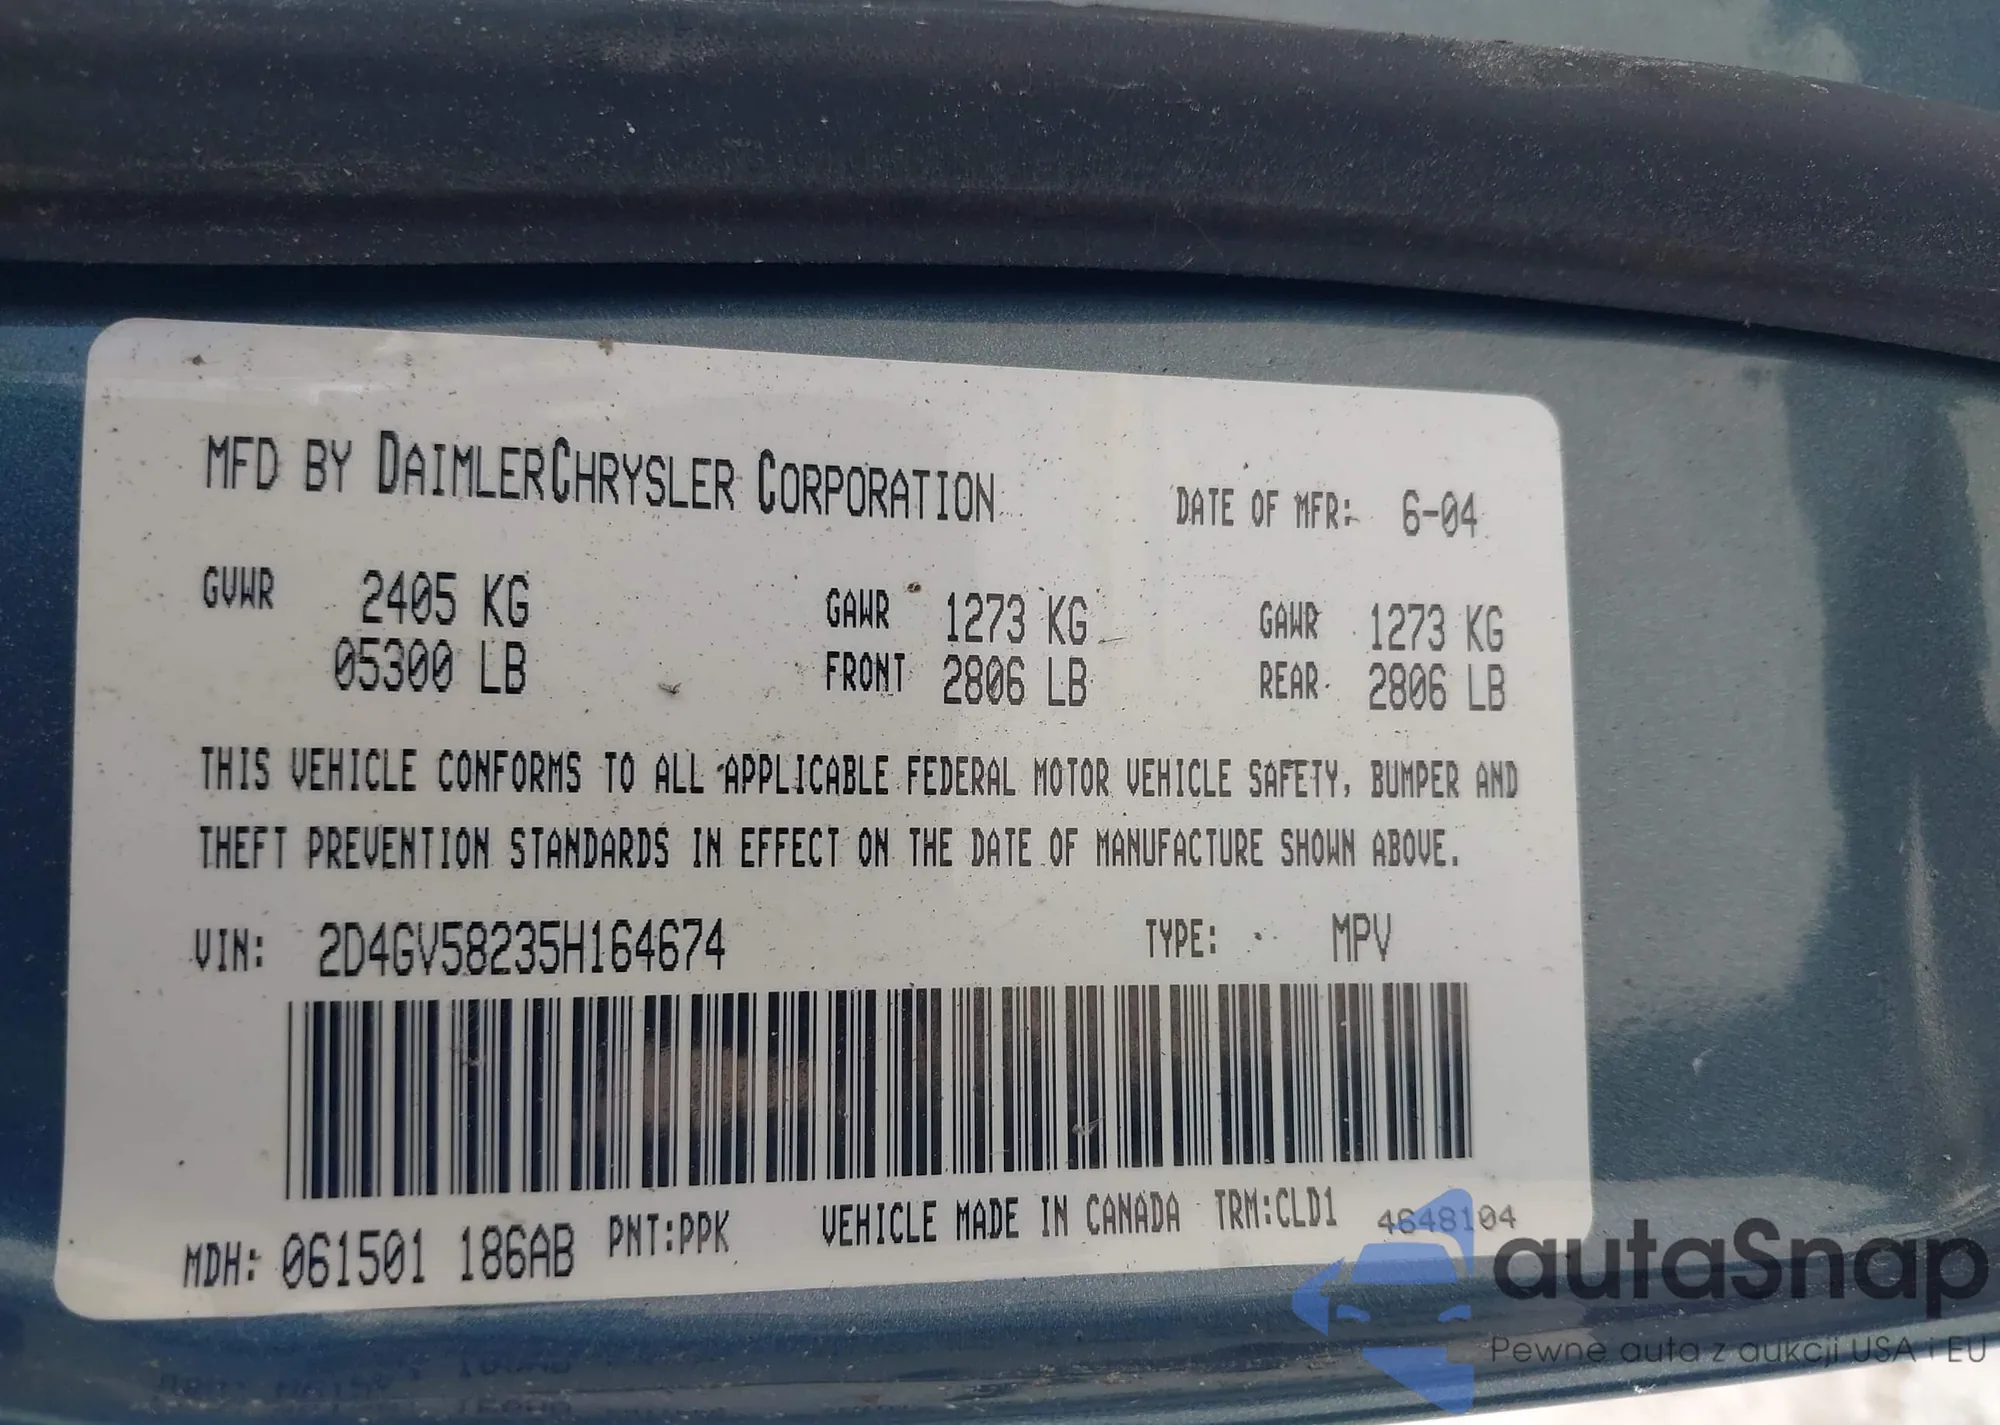 MFD BY DAIMLERCHRYSLER CORPORATION DATE OF MFR: 6-04
GVWR 2405 KG GAWR 1273 KG GAWR 1273 KG
05300 LB FRONT 2806 LB REAR 2806 LB
THIS VEHICLE CONFORMS TO ALL APPLICABLE FEDERAL MOTOR VEHICLE SAFETY, BUMPER AND
THEFT PREVENTION STANDARDS IN EFFECT ON THE DATE OF MANUFACTURE SHOWN ABOVE.
VIN: 2D4GV58235H164674 TYPE: MPV
MDH: 061501 186AB PNT:PPK VEHICLE MADE IN CANADA TRM:CLD1 4648104
autaSnap
Pewne auta z aukcji USA i EU